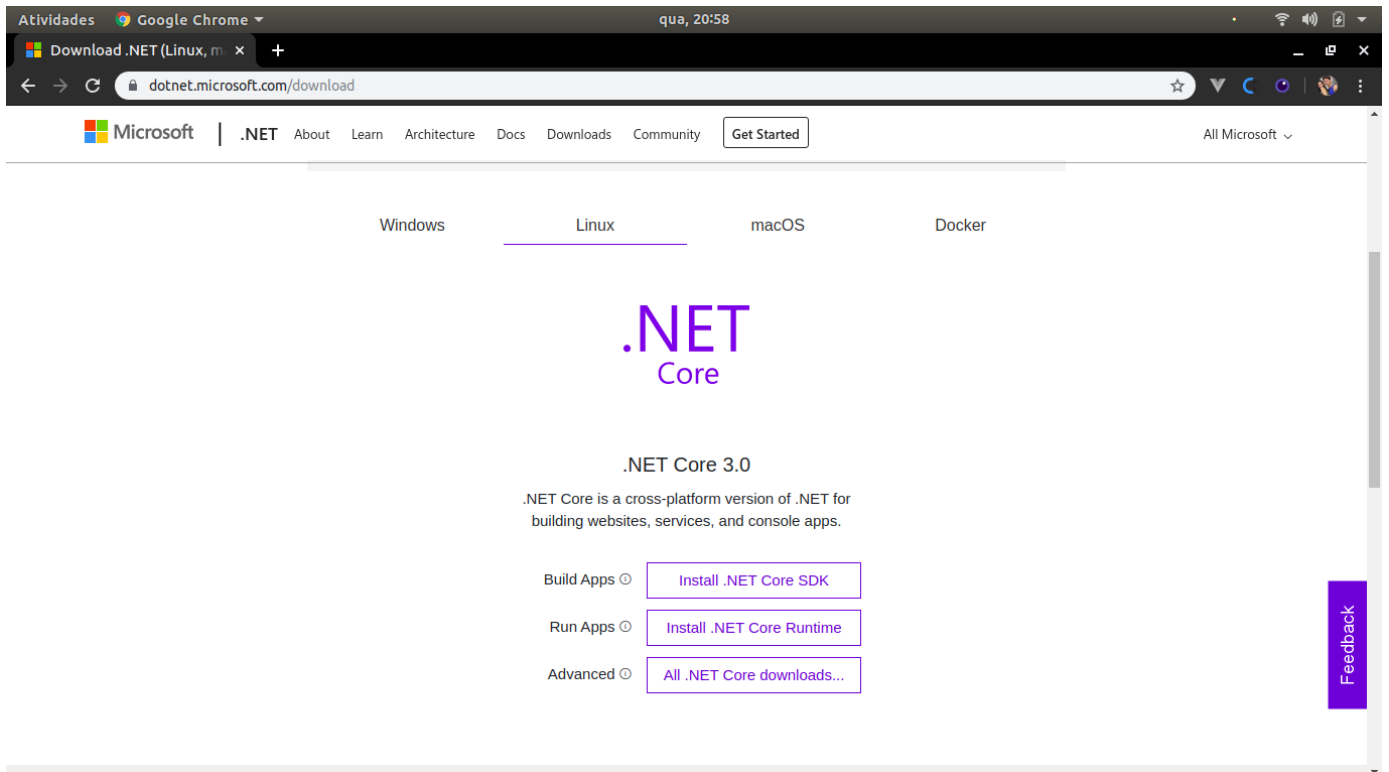 Atividades Google Chrome qua, 20:58
Download .NET (Linux, m
dotnet.microsoft.com/download
Microsoft .NET About Learn Architecture Docs Downloads Community Get Started All Microsoft
Windows Linux macOS Docker
.NET
Core
.NET Core 3.0
.NET Core is a cross-platform version of .NET for
building websites, services, and console apps.
Build Apps Install .NET Core SDK
Run Apps Install .NET Core Runtime
Advanced All .NET Core downloads...
Feedback